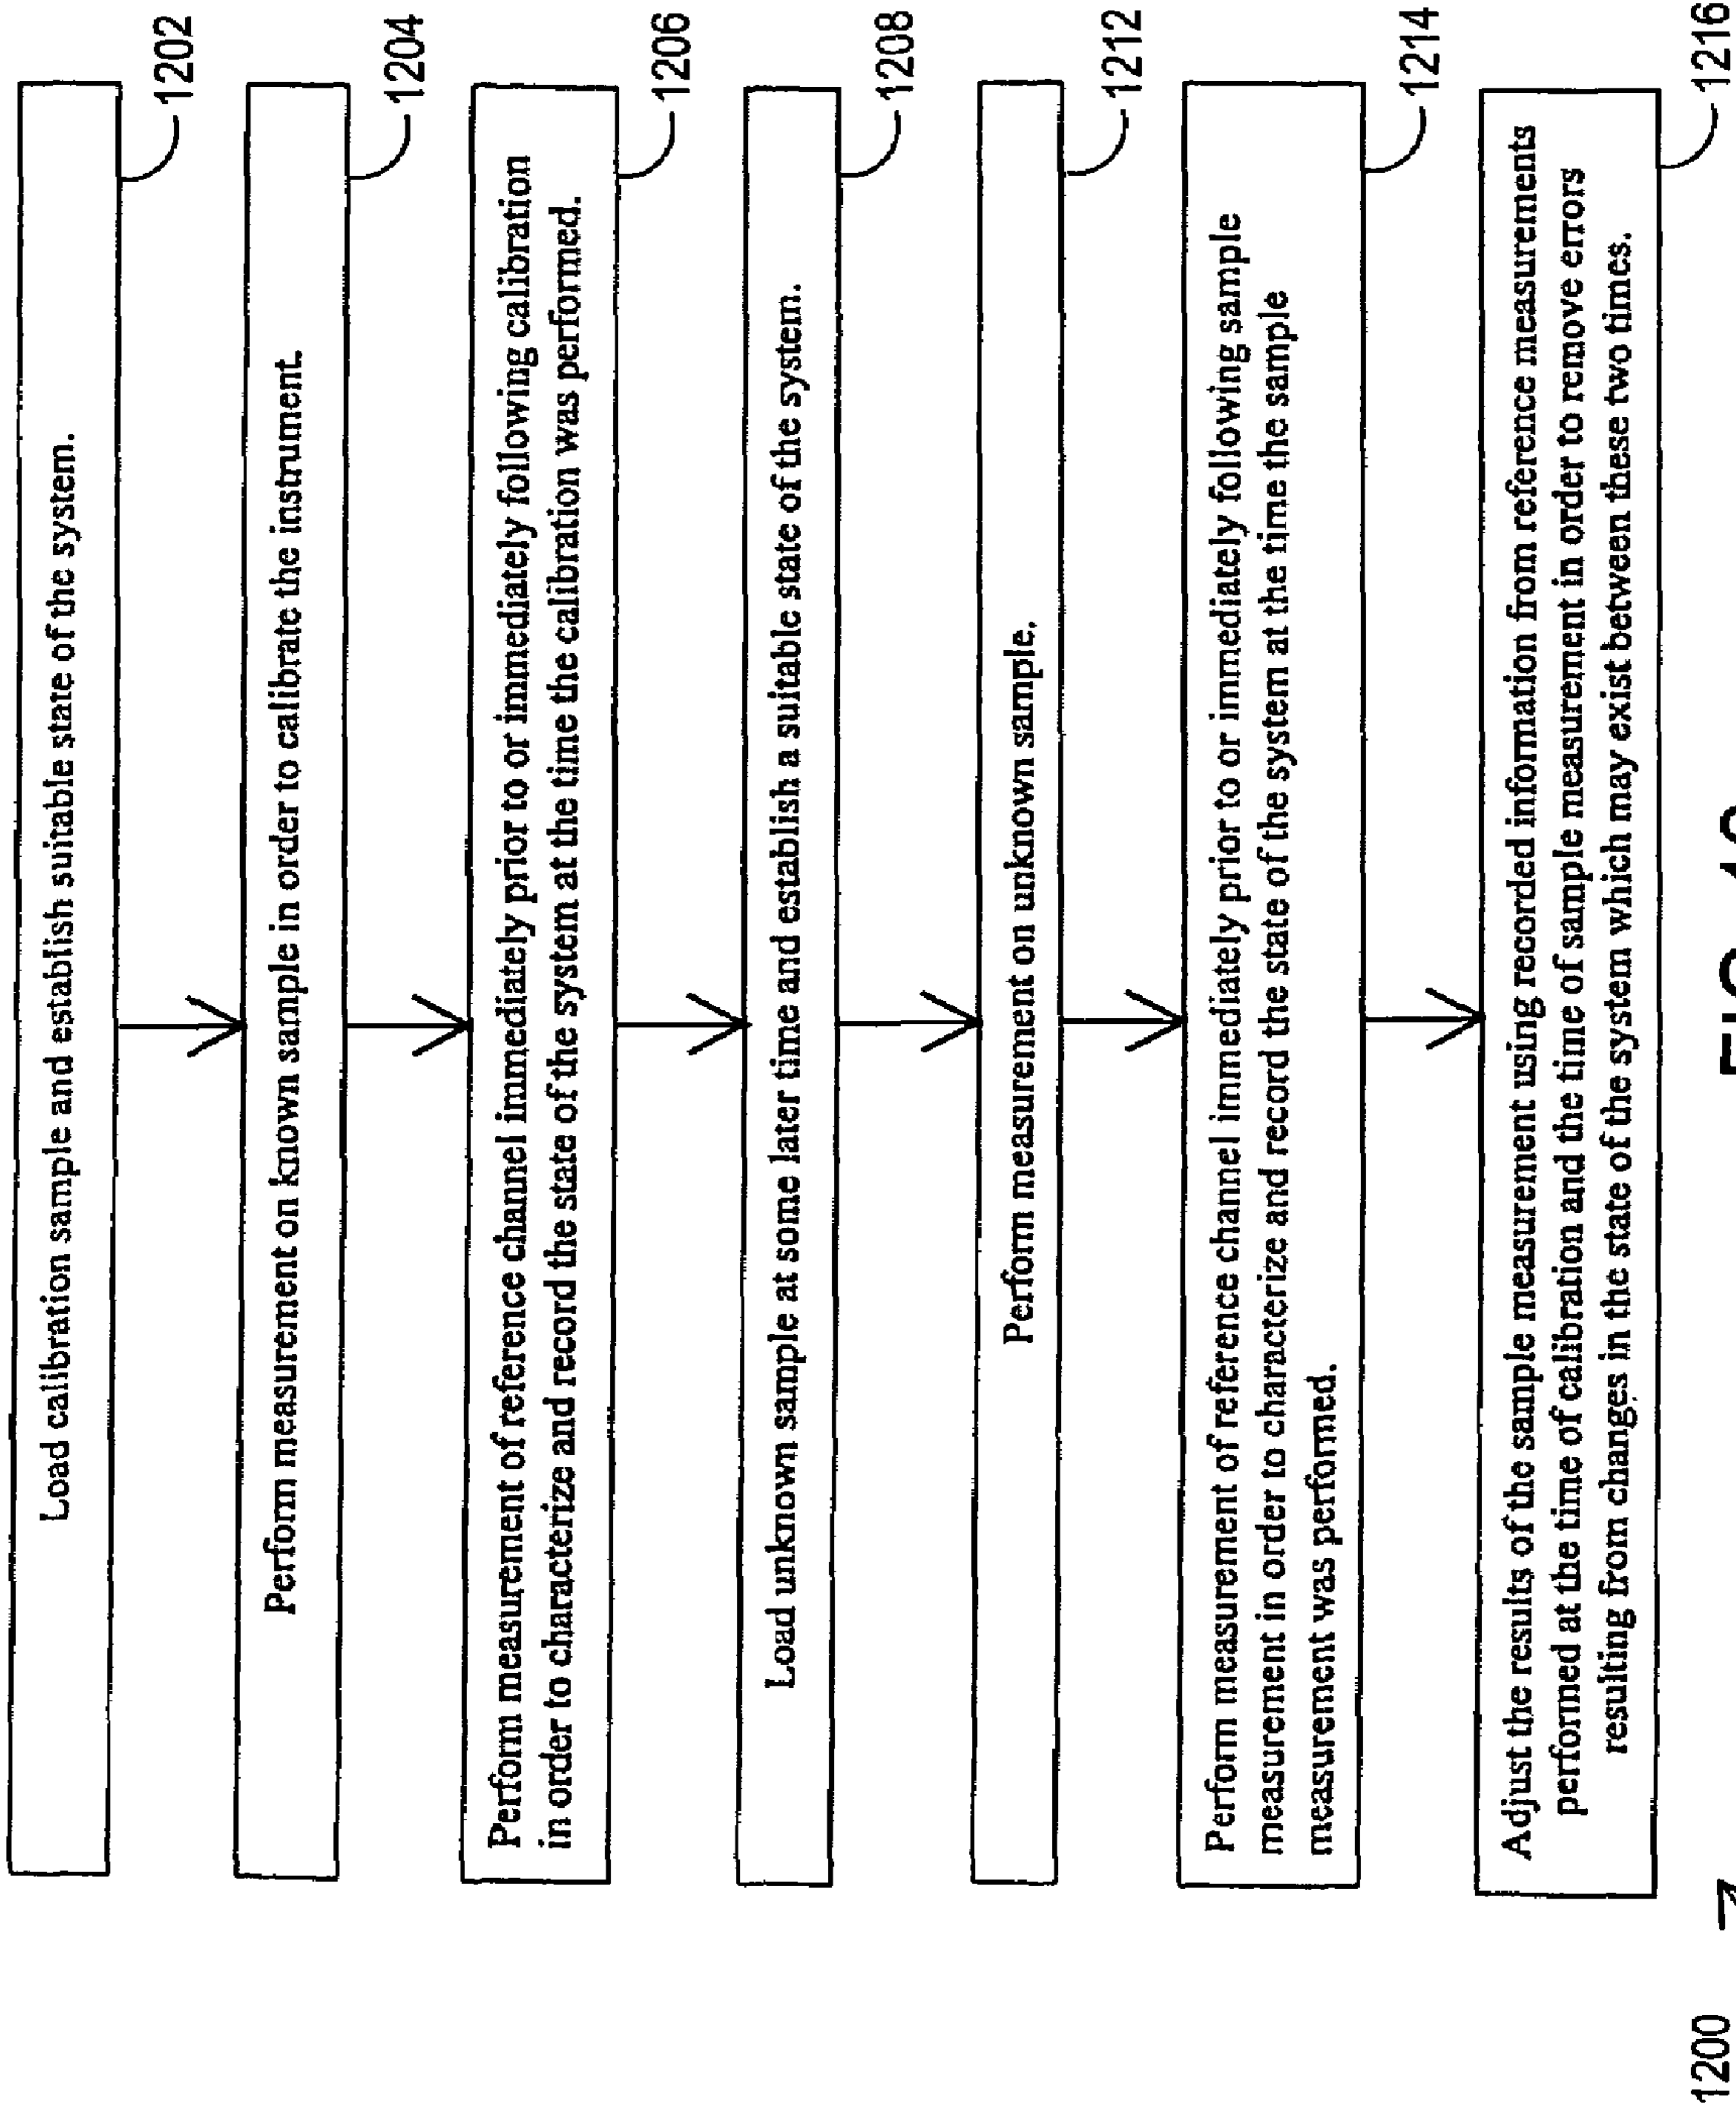 Load calibration sample and establish suitable state of the system.
1202
Perform measurement on known sample in order to calibrate the instrument.
1204
Perform measurement of reference channel immediately prior to or immediately following calibration
in order to characterize and record the state of the system at the time the calibration was performed.
1206
Load unknown sample at some later time and establish a suitable state of the system.
1208
Perform measurement on unknown sample.
1212
Perform measurement of reference channel immediately prior to or immediately following sample
measurement in order to characterize and record the state of the system at the time the sample
measurement was performed.
1214
Adjust the results of the sample measurement using recorded information from reference measurements
performed at the time of calibration and the time of sample measurement in order to remove errors
resulting from changes in the state of the system which may exist between these two times.
1216
1200